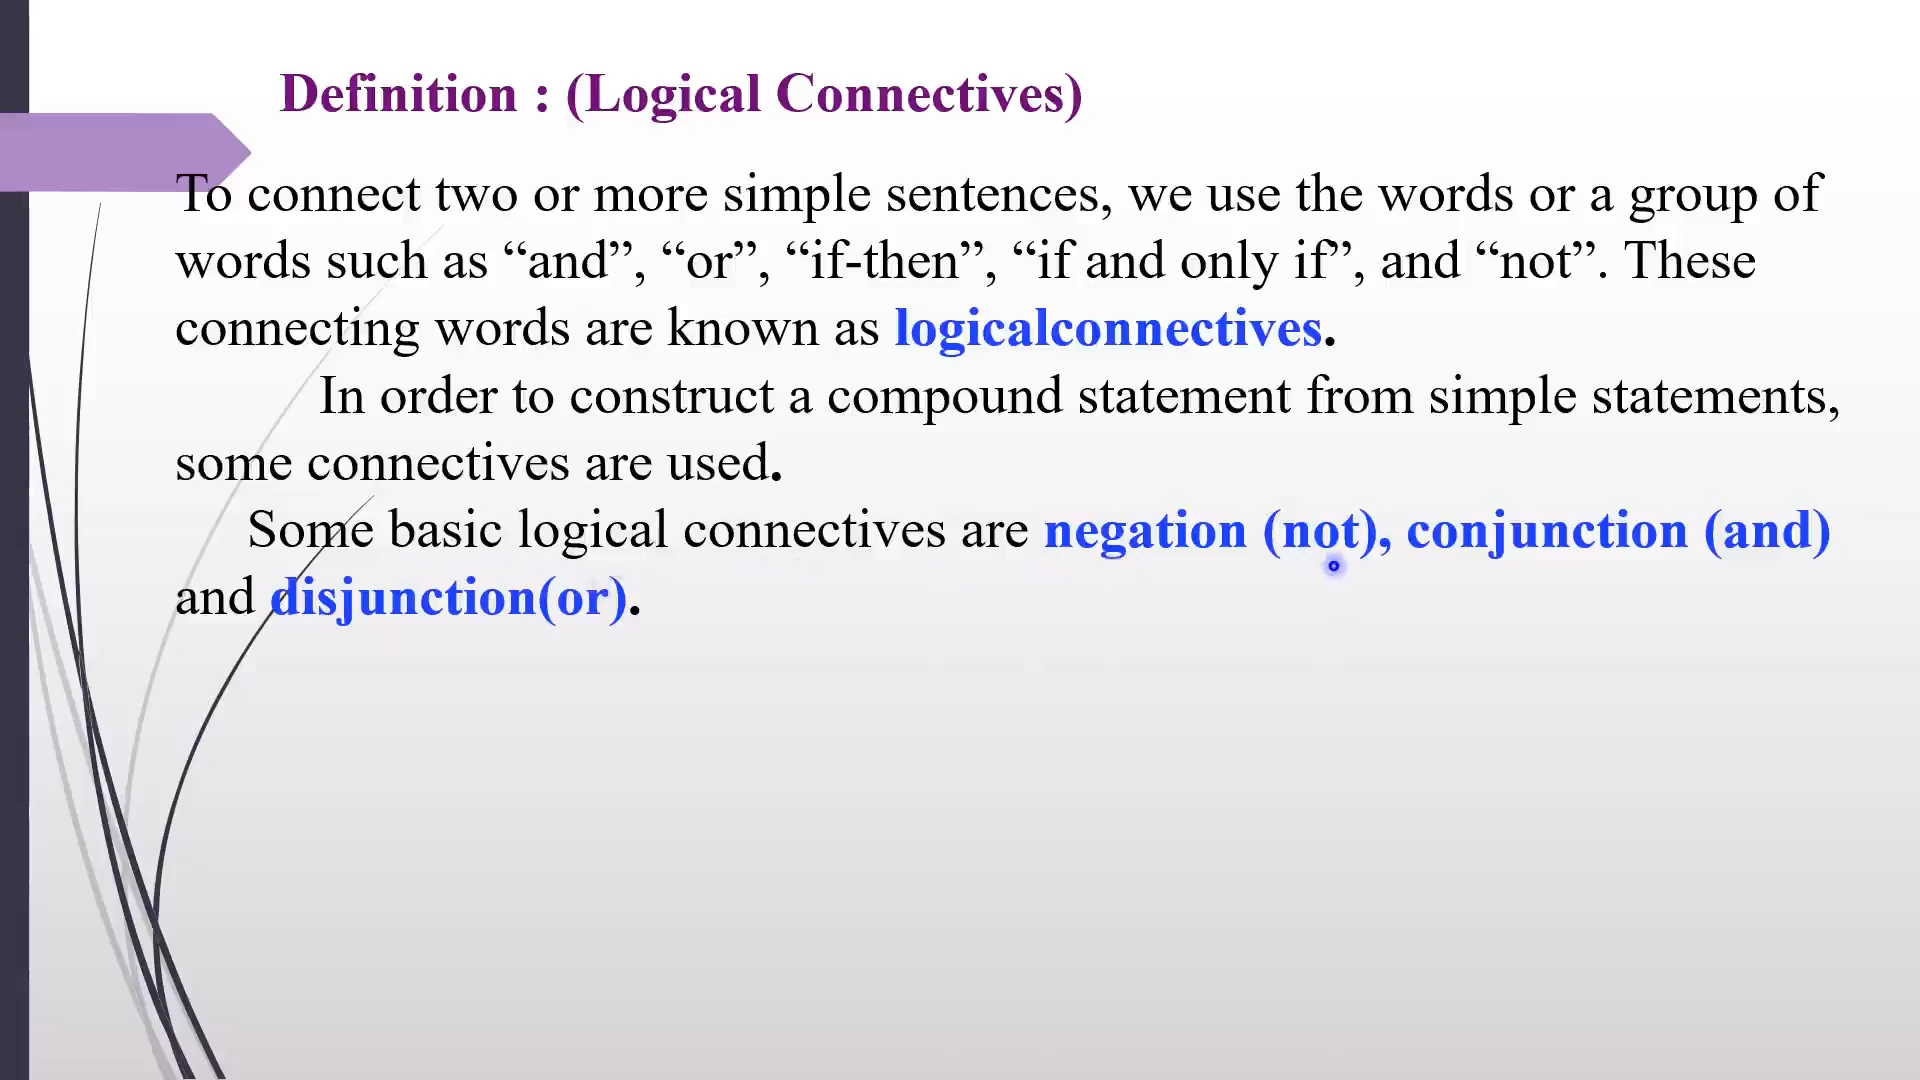 Definition : (Logical Connectives)
To connect two or more simple sentences, we use the words or a group of
words such as “and”, “or”, “if-then”, “if and only if”, and “not”. These
connecting words are known as logicalconnectives.
In order to construct a compound statement from simple statements,
some connectives are used.
Some basic logical connectives are negation (not), conjunction (and)
and disjunction(or).